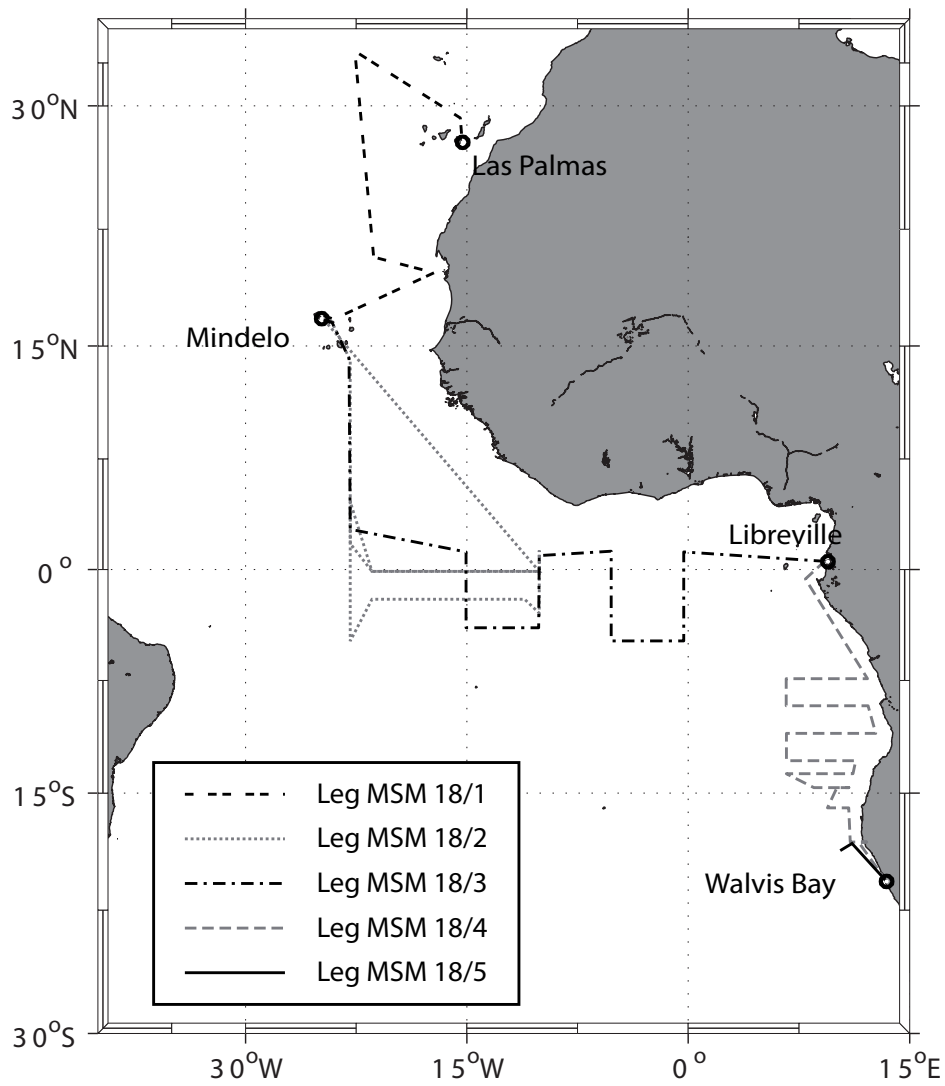 30°N
Las Palmas
Mindelo
15°N
Libreville
0°
Leg MSM 18/1
15°S
Leg MSM 18/2
Leg MSM 18/3
Walvis Bay
Leg MSM 18/4
Leg MSM 18/5
30°S
30°W
15°W
0°
15°E